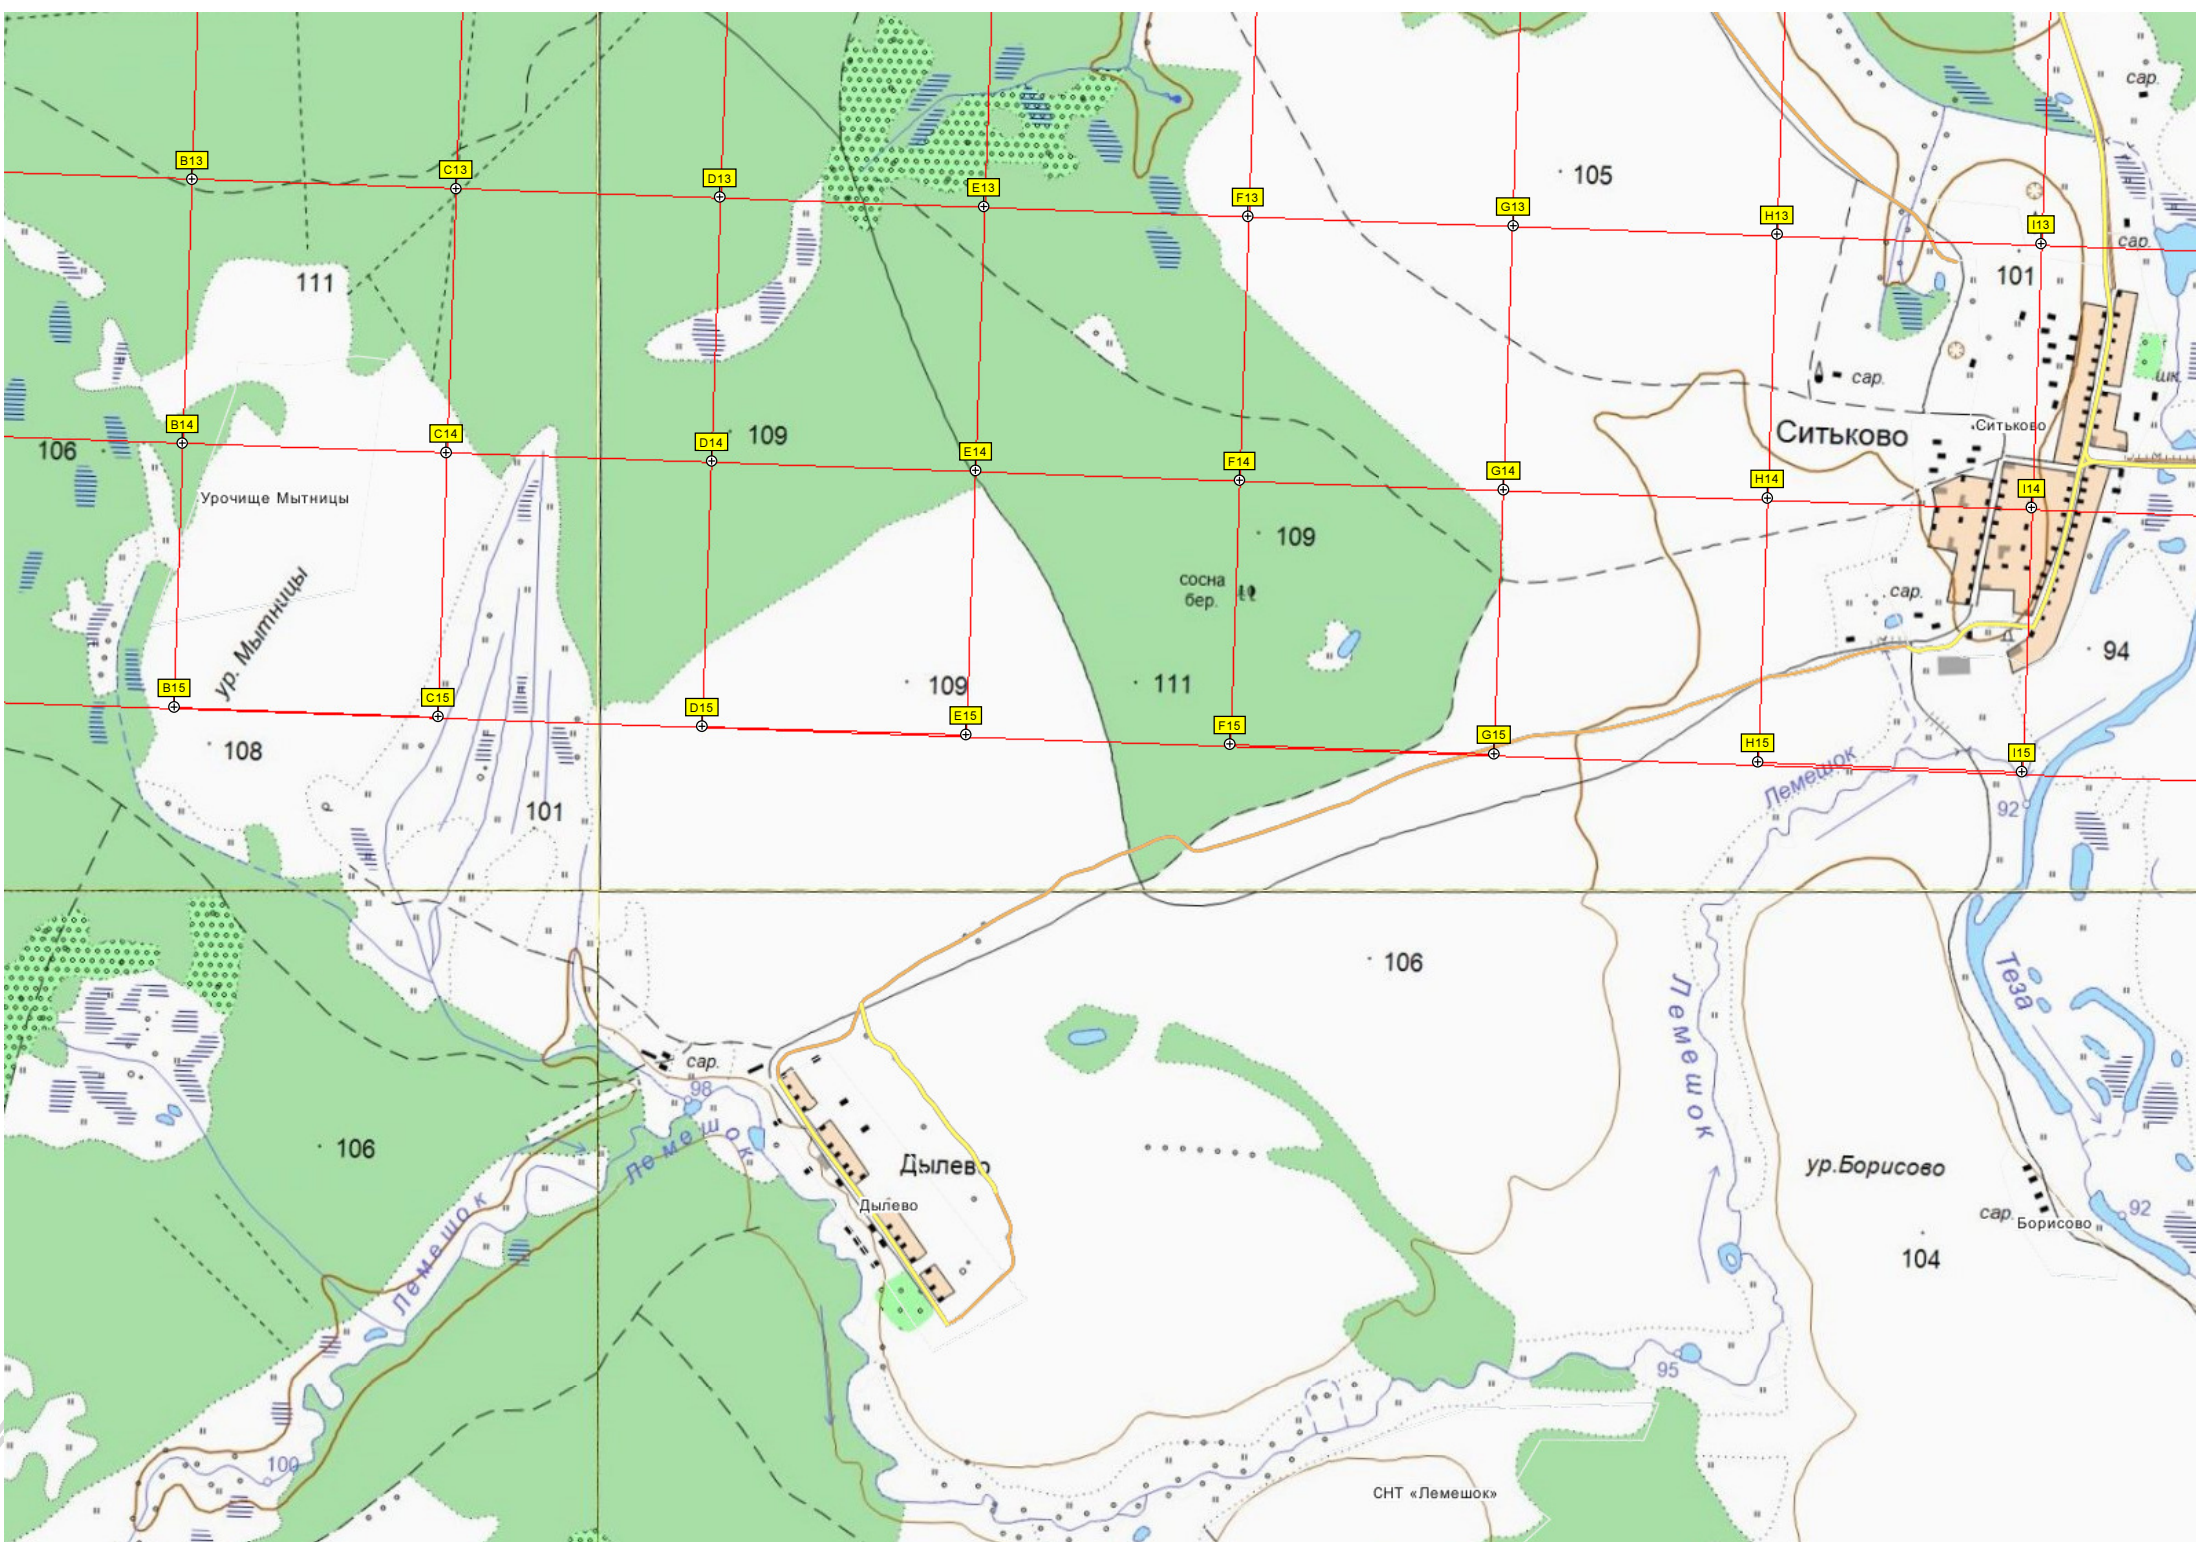 сар.
B13
C13
D13
E13
F13
G13
H13
I13
105
сар.
111
101
сар.
шк.
B14
C14
D14
E14
F14
G14
H14
I14
106
109
Ситьково
Ситьково
Урочище Мытницы
109
сосна
бер.
ур. Мытницы
сар.
94
109
111
B15
C15
D15
E15
F15
G15
H15
I15
108
101
Лемешок
92
106
Лемешок
Теза
сар.
98
Лемешок
106
Дылево
Дылево
ур.Борисово
Лемешок
сар.
Борисово
92
104
95
100
СНТ «Лемешок»